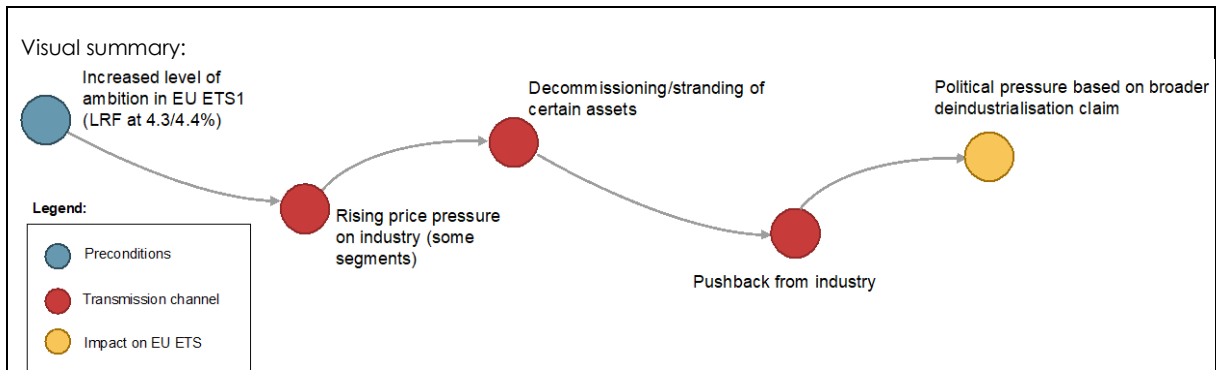 Visual summary:
Increased level of
ambition in EU ETS1
(LRF at 4.3/4.4%)
Decommissioning/stranding of
certain assets
Political pressure based on broader
deindustrialisation claim
Rising price pressure
on industry (some
segments)
Pushback from industry
Legend:
Preconditions
Transmission channel
Impact on EU ETS